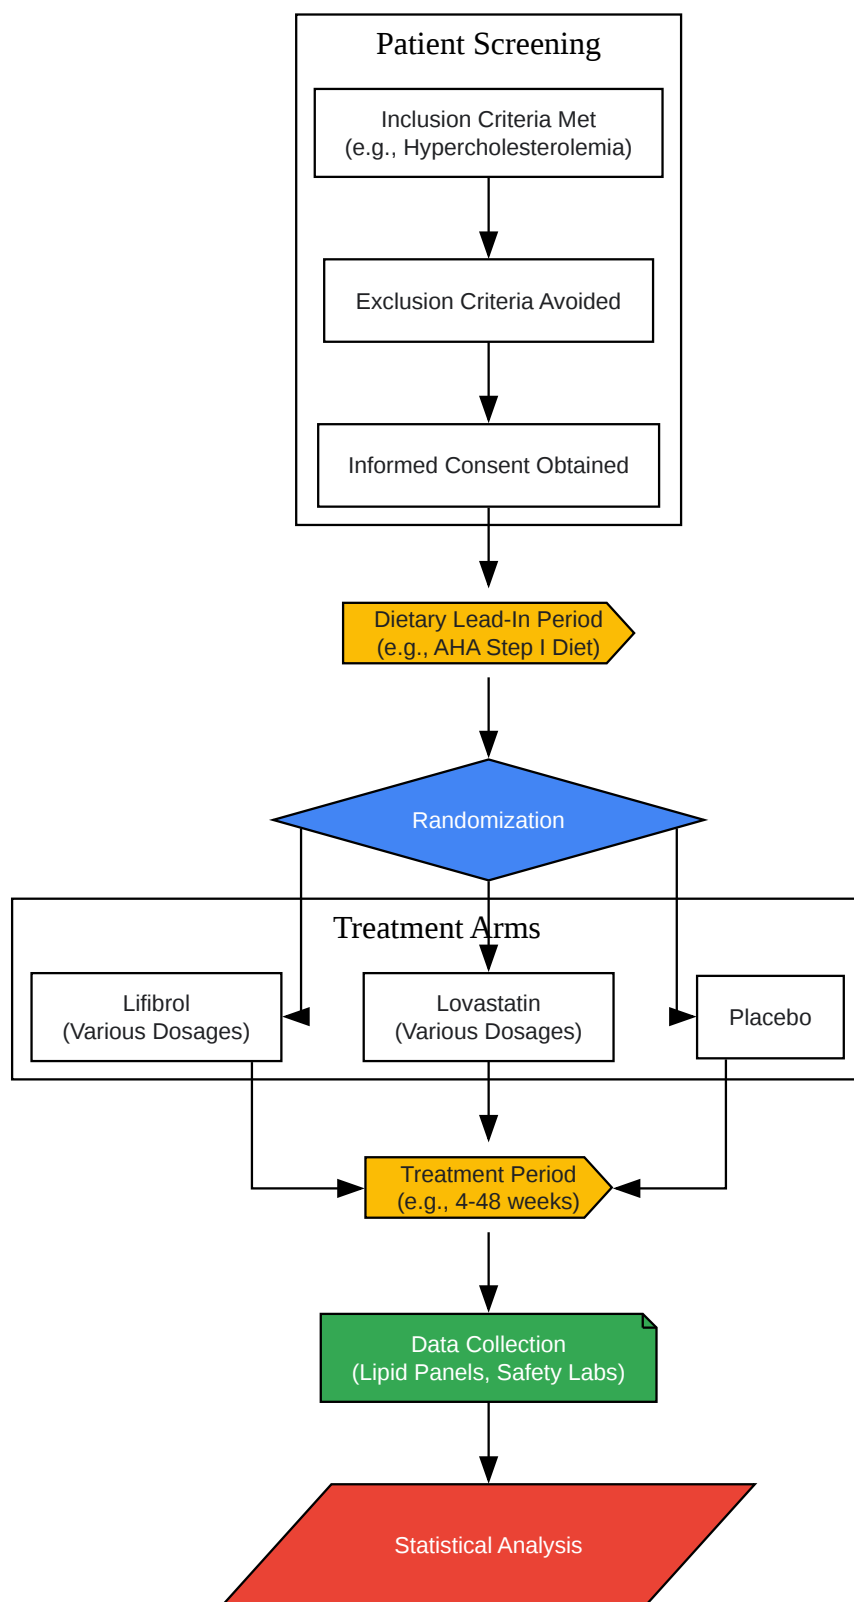 Patient Screening
Inclusion Criteria Met
(e.g., Hypercholesterolemia)
Exclusion Criteria Avoided
Informed Consent Obtained
Dietary Lead-In Period
(e.g., AHA Step I Diet)
Randomization
Treatment Arms
Lifibrol
(Various Dosages)
Lovastatin
(Various Dosages)
Placebo
Treatment Period
(e.g., 4-48 weeks)
Data Collection
(Lipid Panels, Safety Labs)
Statistical Analysis